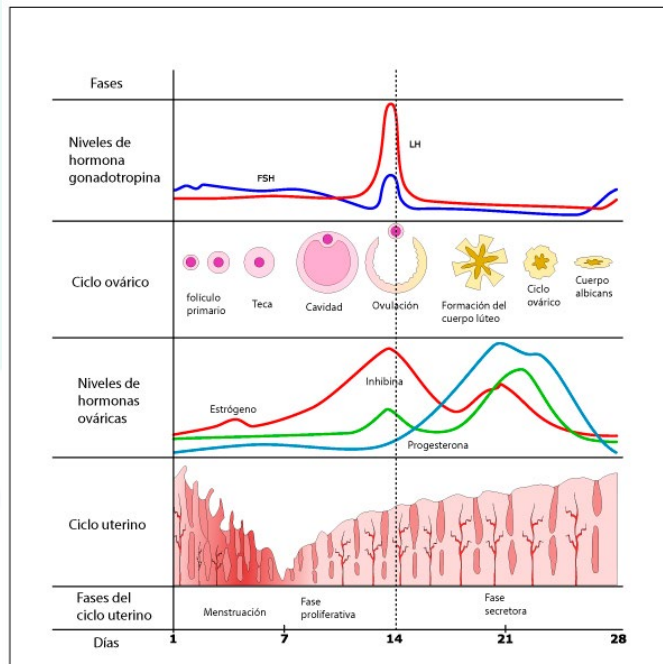 Fases
Niveles de
hormona
gonadotropina
FSH
LH
Ciclo ovárico
folículo
primario
Teca
Cavidad
Ovulación
Formación del
cuerpo lúteo
Ciclo
ovárico
Cuerpo
albicans
Niveles de
hormonas
ováricas
Estrógeno
Inhibina
Progesterona
Ciclo uterino
Fases del
ciclo uterino
Menstruación
Fase
proliferativa
Fase
secretora
Días
1 7 14 21 28